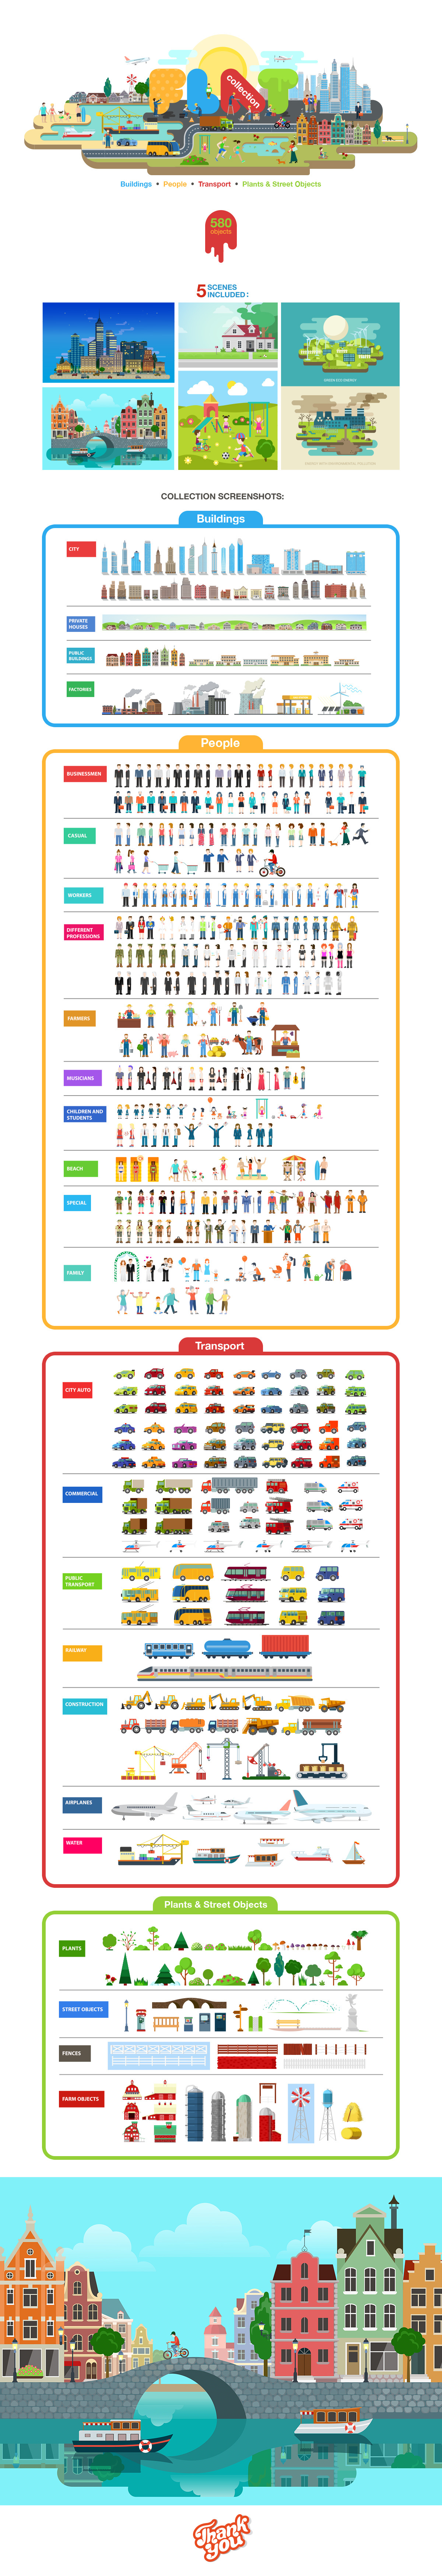 FLAT
collection
Buildings • People • Transport • Plants & Street Objects
580
objects
5 SCENES
INCLUDED:
GREEN ECO ENERGY
COLLECTION SCREENSHOTS:
Buildings
CITY
PRIVATE
HOUSES
PUBLIC
BUILDINGS
FACTORIES
People
BUSINESSMEN
CASUAL
WORKERS
DIFFERENT
PROFESSIONS
FARMERS
MUSICIANS
CHILDREN AND
STUDENTS
BEACH
SPECIAL
FAMILY
Transport
CITY AUTO
COMMERCIAL
PUBLIC
TRANSPORT
RAILWAY
CONSTRUCTION
AIRPLANES
WATER
Plants & Street Objects
PLANTS
STREET OBJECTS
FENCES
FARM OBJECTS
Thank
you